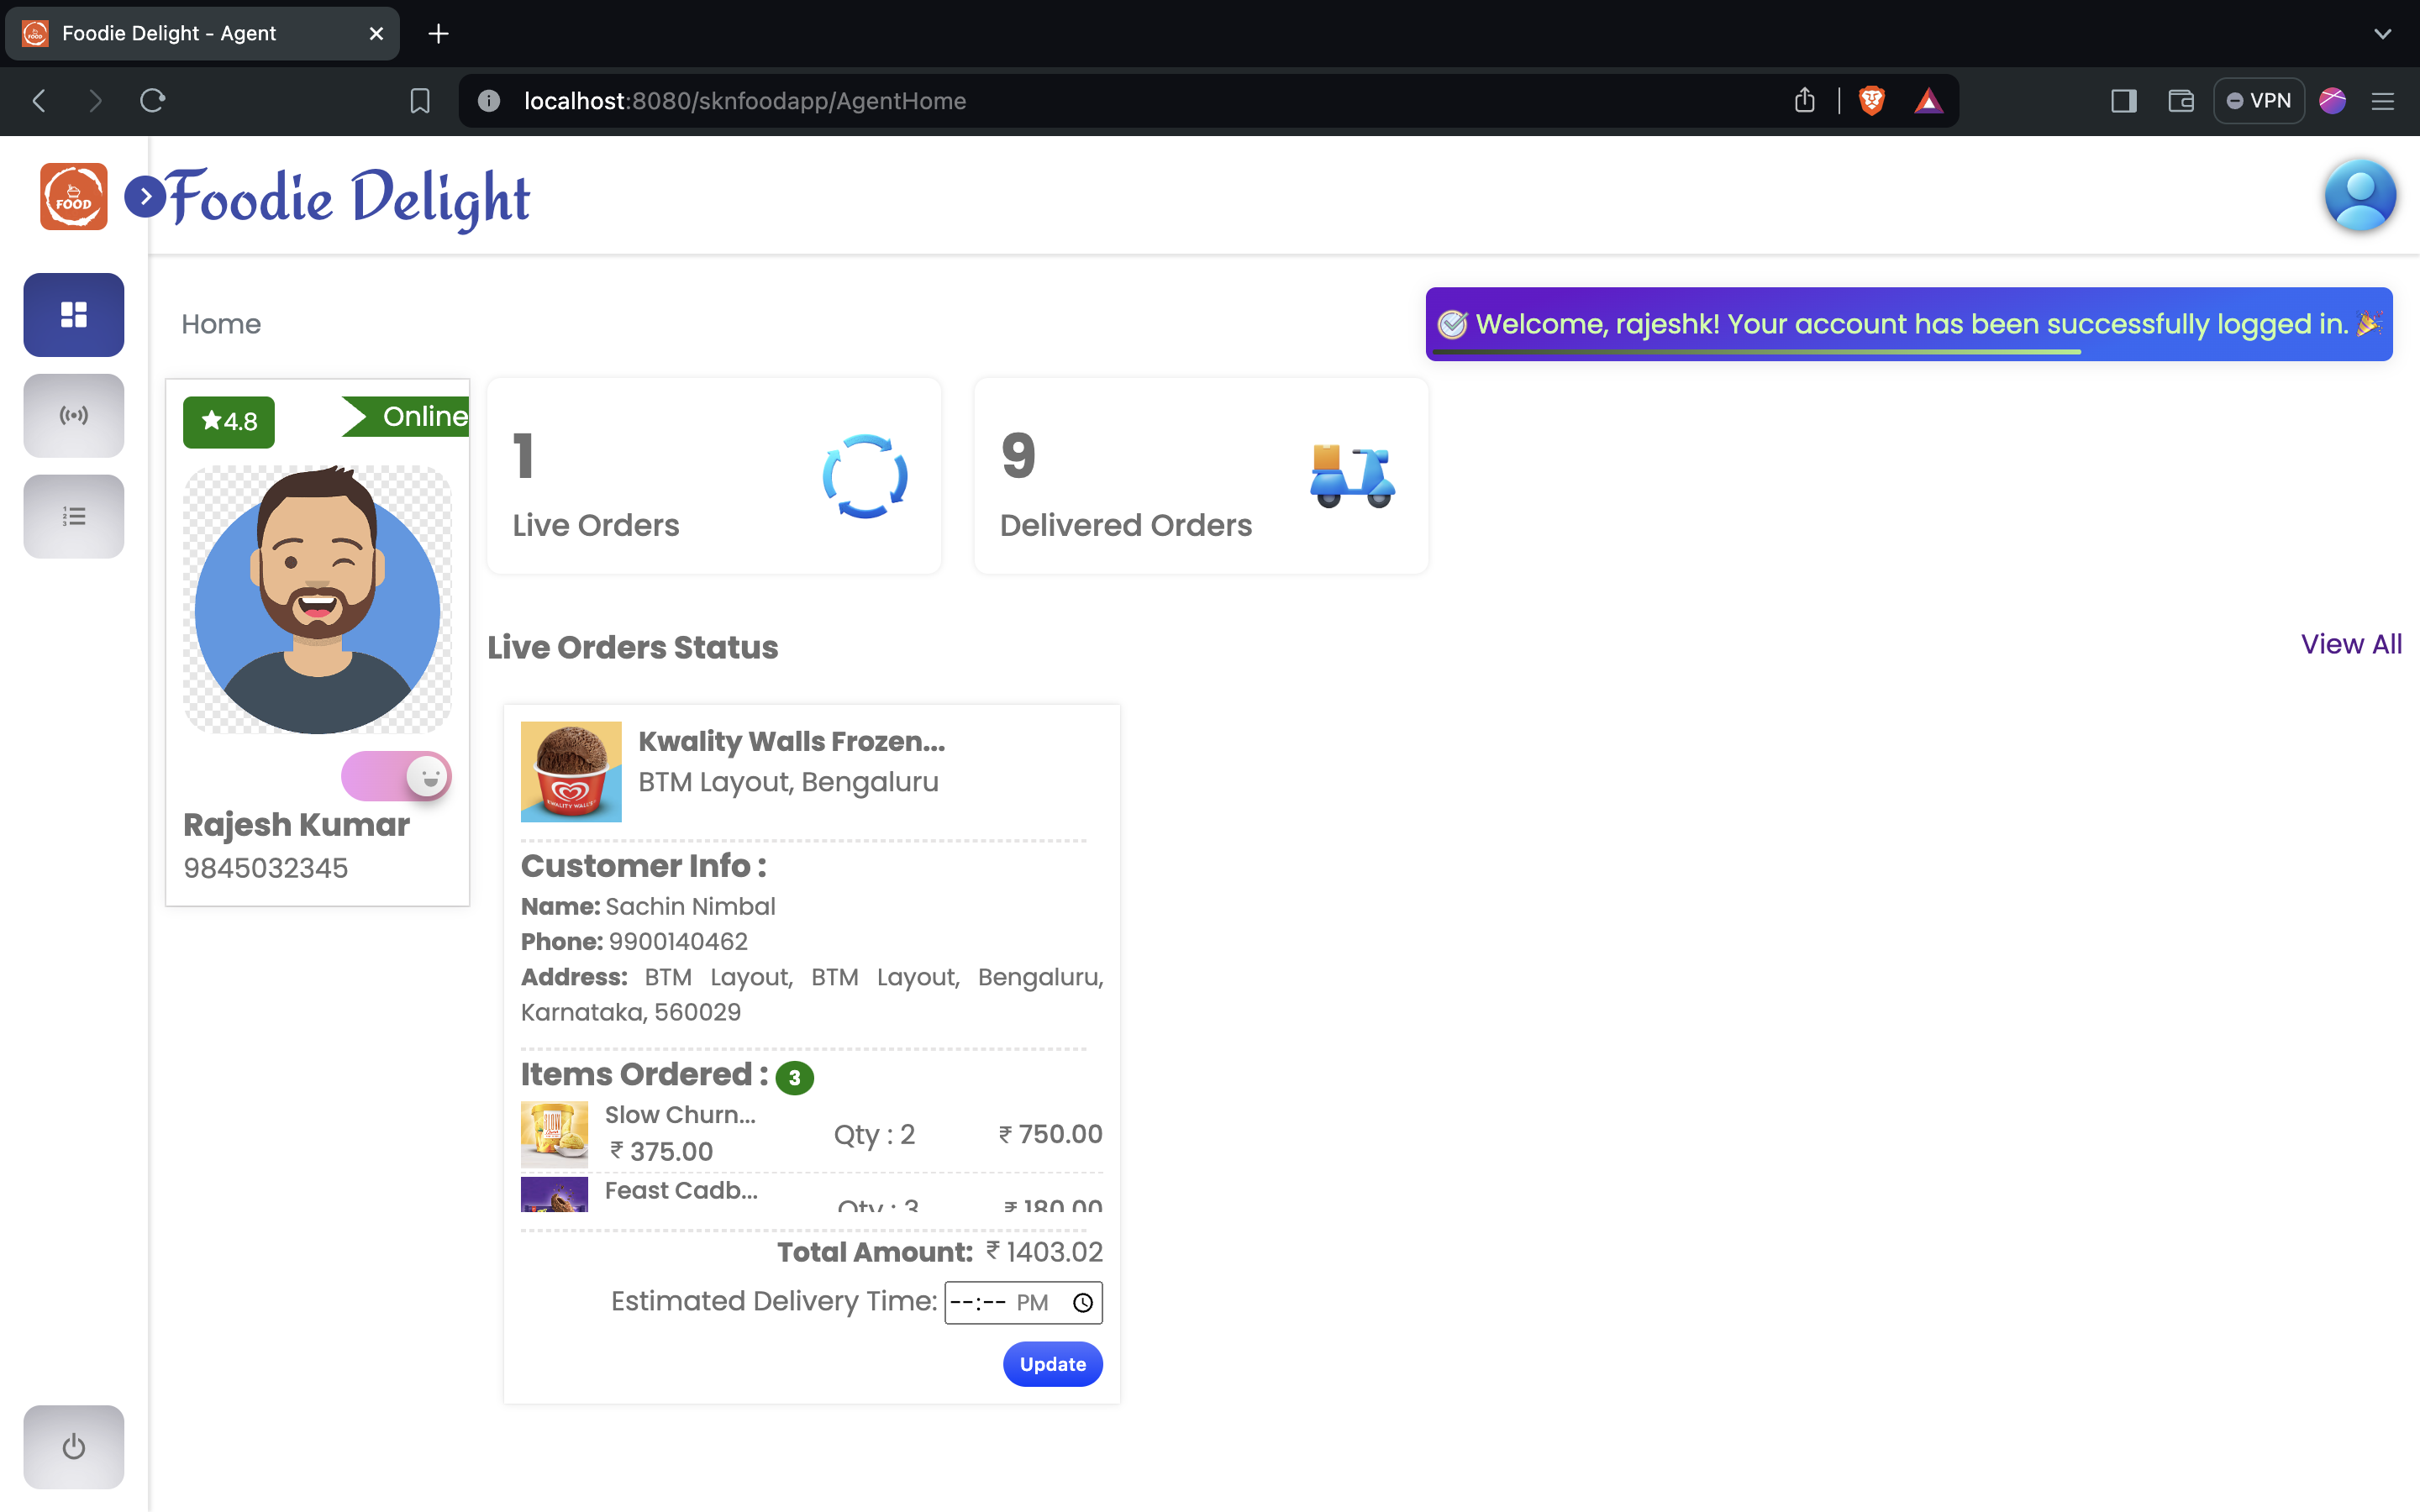 Foodie Delight - Agent
localhost:8080/sknfoodapp/AgentHome
VPN
FOOD
Foodie Delight
Home
Welcome, rajeshk! Your account has been successfully logged in.
4.8
Online
1
Live Orders
9
Delivered Orders
Rajesh Kumar
9845032345
Live Orders Status
View All
Kwality Walls Frozen...
BTM Layout, Bengaluru
Customer Info :
Name: Sachin Nimbal
Phone: 9900140462
Address: BTM Layout, BTM Layout, Bengaluru,
Karnataka, 560029
Items Ordered : 3
Slow Churn...
₹ 375.00
Qty : 2
₹ 750.00
Feast Cadb...
Qty : 3
₹ 180.00
Total Amount: ₹ 1403.02
Estimated Delivery Time: --:-- PM
Update